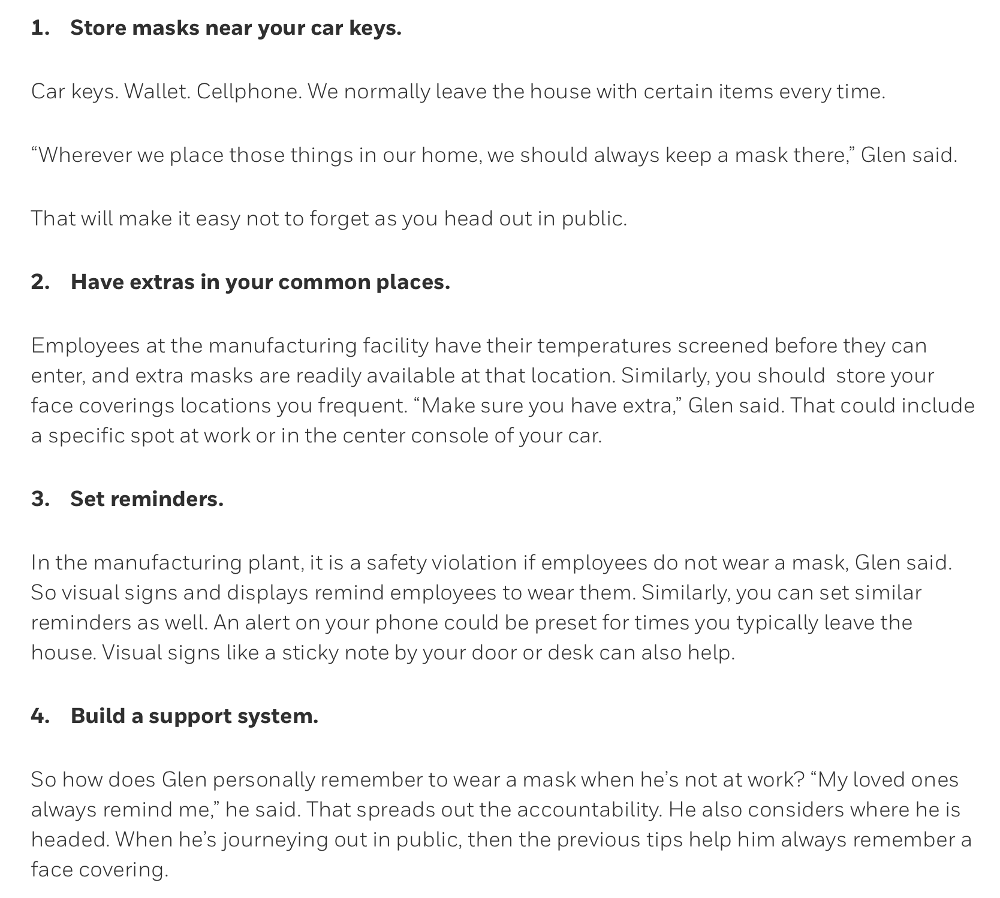 1. Store masks near your car keys.
Car keys. Wallet. Cellphone. We normally leave the house with certain items every time.
“Wherever we place those things in our home, we should always keep a mask there,” Glen said.
That will make it easy not to forget as you head out in public.
2. Have extras in your common places.
Employees at the manufacturing facility have their temperatures screened before they can
enter, and extra masks are readily available at that location. Similarly, you should  store your
face coverings locations you frequent. “Make sure you have extra,” Glen said. That could include
a specific spot at work or in the center console of your car.
3. Set reminders.
In the manufacturing plant, it is a safety violation if employees do not wear a mask, Glen said.
So visual signs and displays remind employees to wear them. Similarly, you can set similar
reminders as well. An alert on your phone could be preset for times you typically leave the
house. Visual signs like a sticky note by your door or desk can also help.
4. Build a support system.
So how does Glen personally remember to wear a mask when he’s not at work? “My loved ones
always remind me,” he said. That spreads out the accountability. He also considers where he is
headed. When he’s journeying out in public, then the previous tips help him always remember a
face covering.